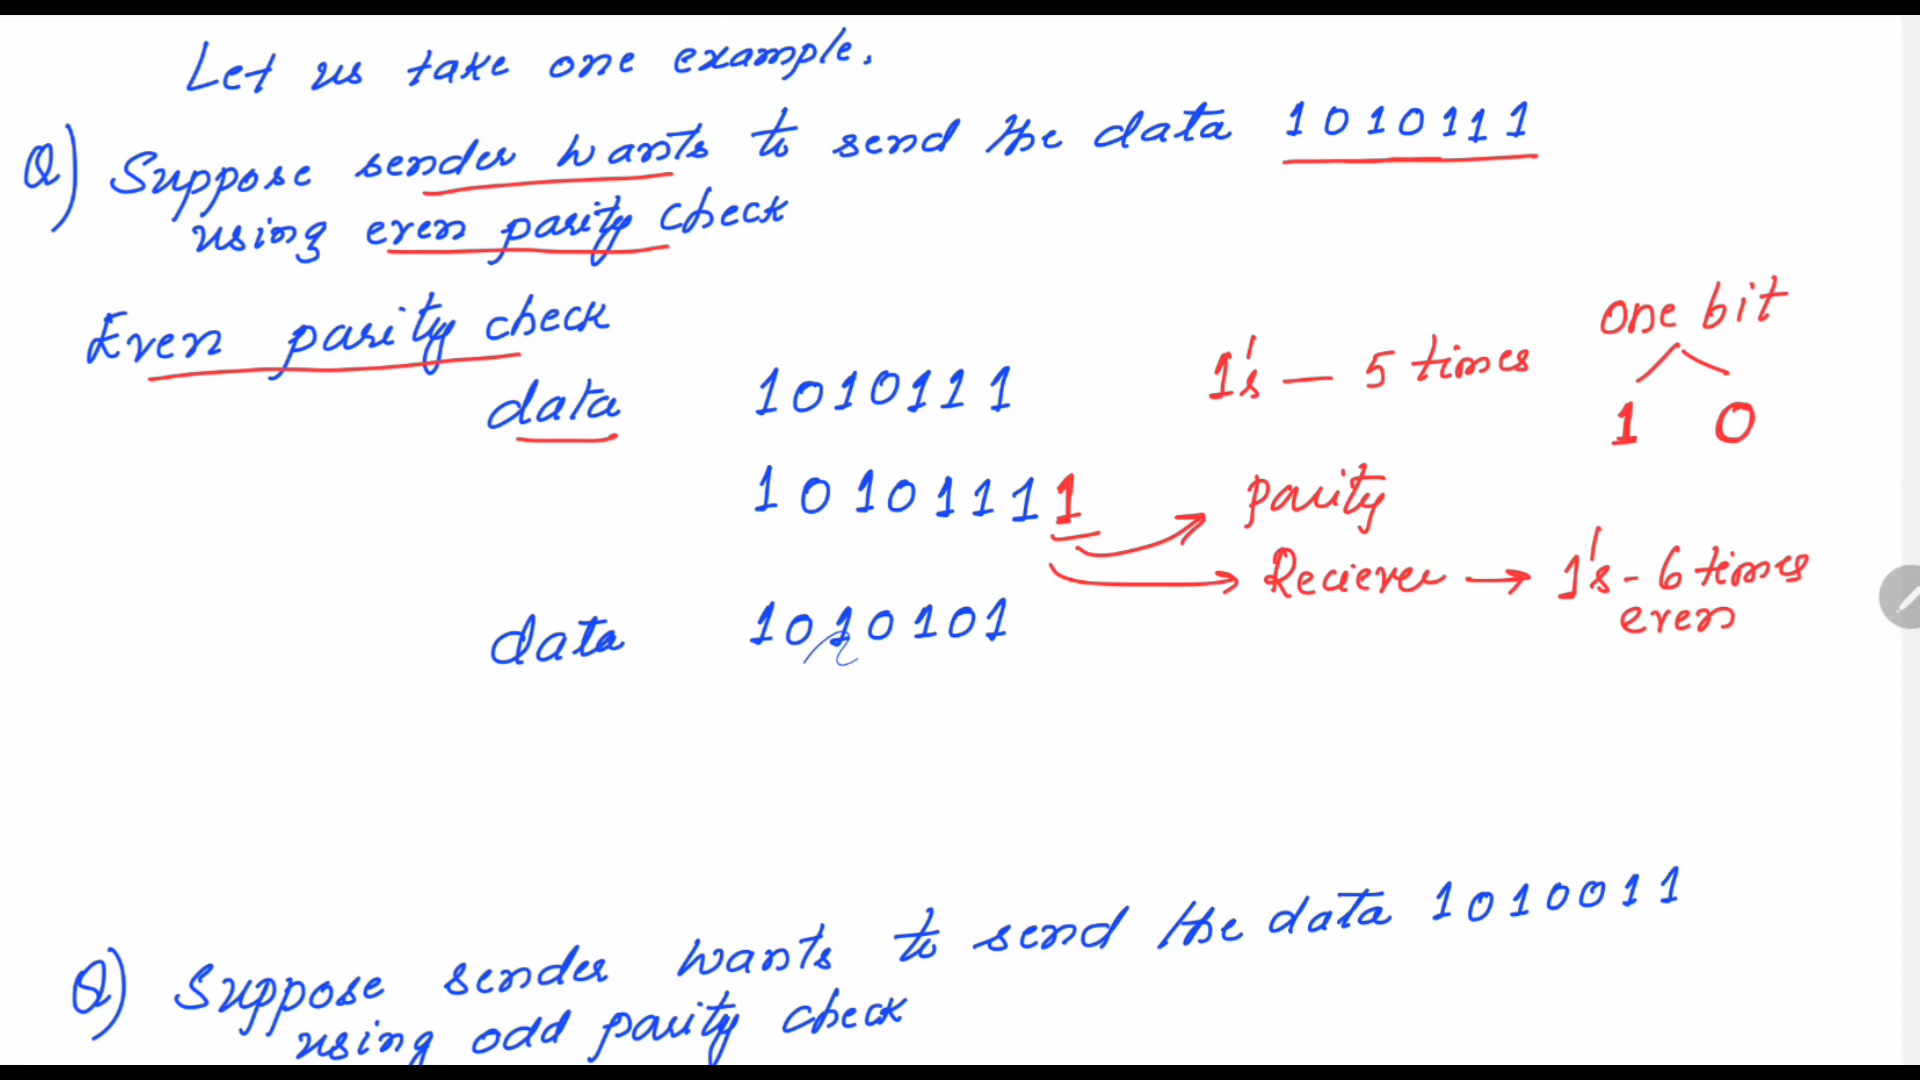 Let us take one example.
Q) Suppose sender wants to send the data 1010111
using even parity check
Even parity check
data 1010111 1's — 5 times one bit
1 0
10101111 parity
Reciever → 1's - 6 times
even
data 1010101
Q) Suppose sender wants to send the data 1010011
using odd parity check